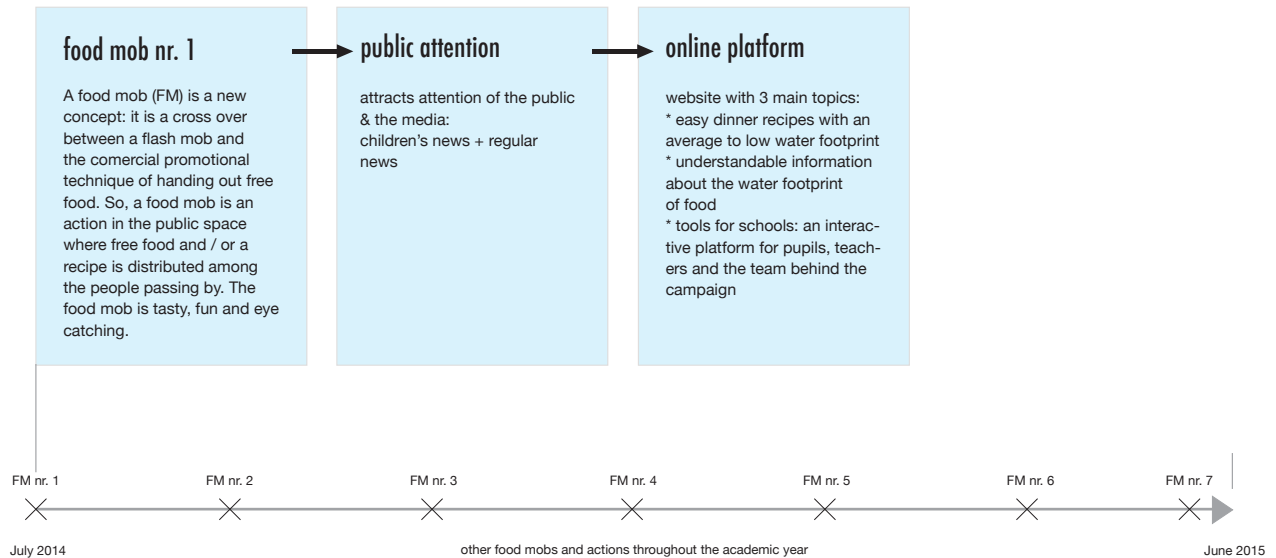 food mob nr. 1
A food mob (FM) is a new
concept: it is a cross over
between a flash mob and
the comercial promotional
technique of handing out free
food. So, a food mob is an
action in the public space
where free food and / or a
recipe is distributed among
the people passing by. The
food mob is tasty, fun and eye
catching.
public attention
attracts attention of the public
& the media:
children's news + regular
news
online platform
website with 3 main topics:
* easy dinner recipes with an
average to low water footprint
* understandable information
about the water footprint
of food
* tools for schools: an interac-
tive platform for pupils, teach-
ers and the team behind the
campaign
FM nr. 1
FM nr. 2
FM nr. 3
FM nr. 4
FM nr. 5
FM nr. 6
FM nr. 7
July 2014
other food mobs and actions throughout the academic year
June 2015